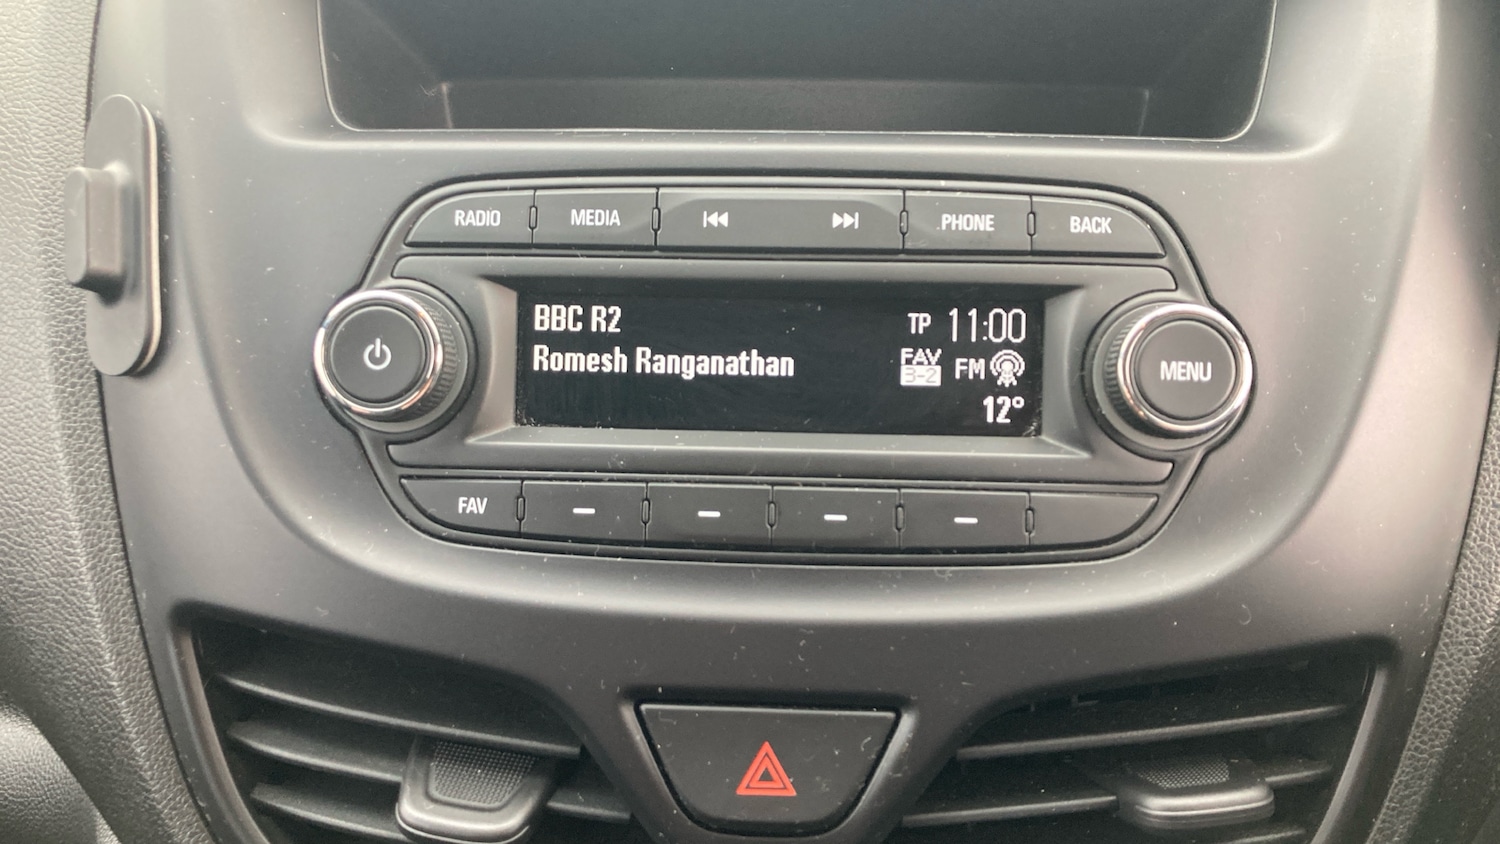 RADIO MEDIA PHONE BACK
BBC R2 TP 11:00
Romesh Ranganathan FAV 3-2 FM
12°
MENU
FAV